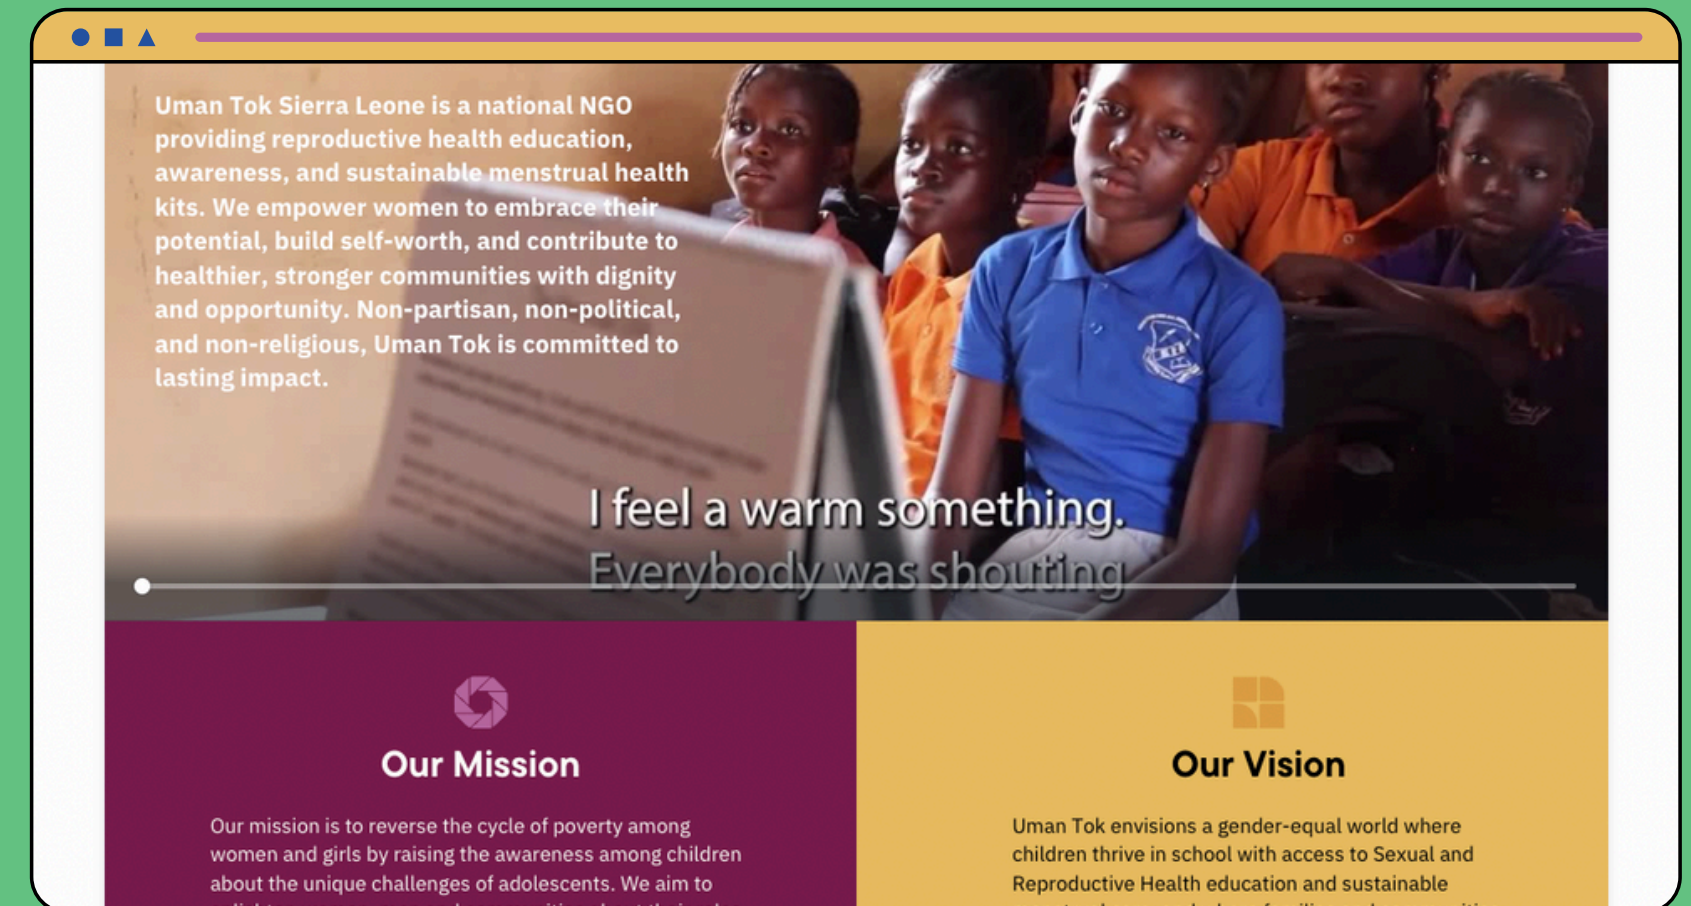 Uman Tok Sierra Leone is a national NGO
providing reproductive health education,
awareness, and sustainable menstrual health
kits. We empower women to embrace their
potential, build self-worth, and contribute to
healthier, stronger communities with dignity
and opportunity. Non-partisan, non-political,
and non-religious, Uman Tok is committed to
lasting impact.
I feel a warm something.
Everybody was shouting
Our Mission
Our mission is to reverse the cycle of poverty among
women and girls by raising the awareness among children
about the unique challenges of adolescents. We aim to
Our Vision
Uman Tok envisions a gender-equal world where
children thrive in school with access to Sexual and
Reproductive Health education and sustainable